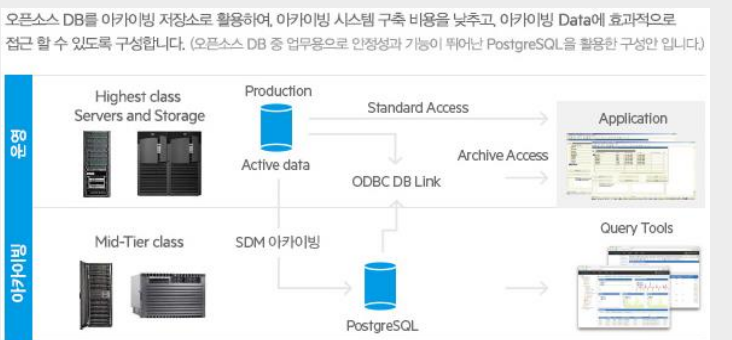 오픈소스 DB를 아카이빙 저장소로 활용하여, 아카이빙 시스템 구축 비용을 낮추고, 아카이빙 Data에 효과적으로
접근 할 수 있도록 구성합니다. (오픈소스 DB 중 업무용으로 안정성과 기능이 뛰어난 PostgreSQL을 활용한 구성안 입니다.)
운영
Highest class
Servers and Storage
Production
Active data
Standard Access
Archive Access
ODBC DB Link
Application
아카이빙
Mid-Tier class
SDM 아카이빙
PostgreSQL
Query Tools